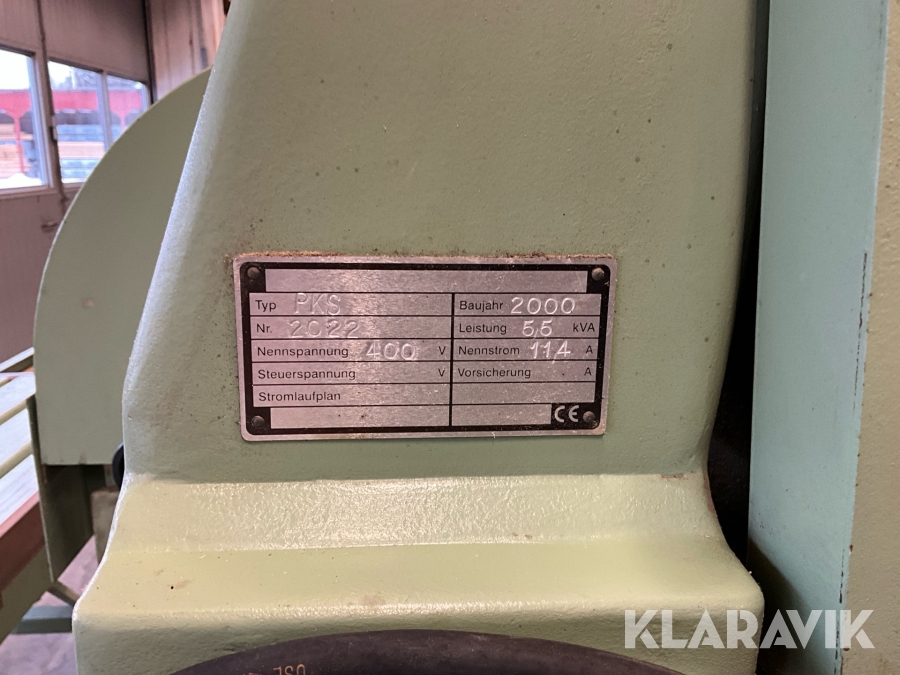 Typ PKS Baujahr 2000
Nr. 2022 Leistung 5,5 kVA
Nennspannung 400 V Nennstrom 11,4 A
Steuerspannung V Vorsicherung A
Stromlaufplan
CE
KLARAVIK